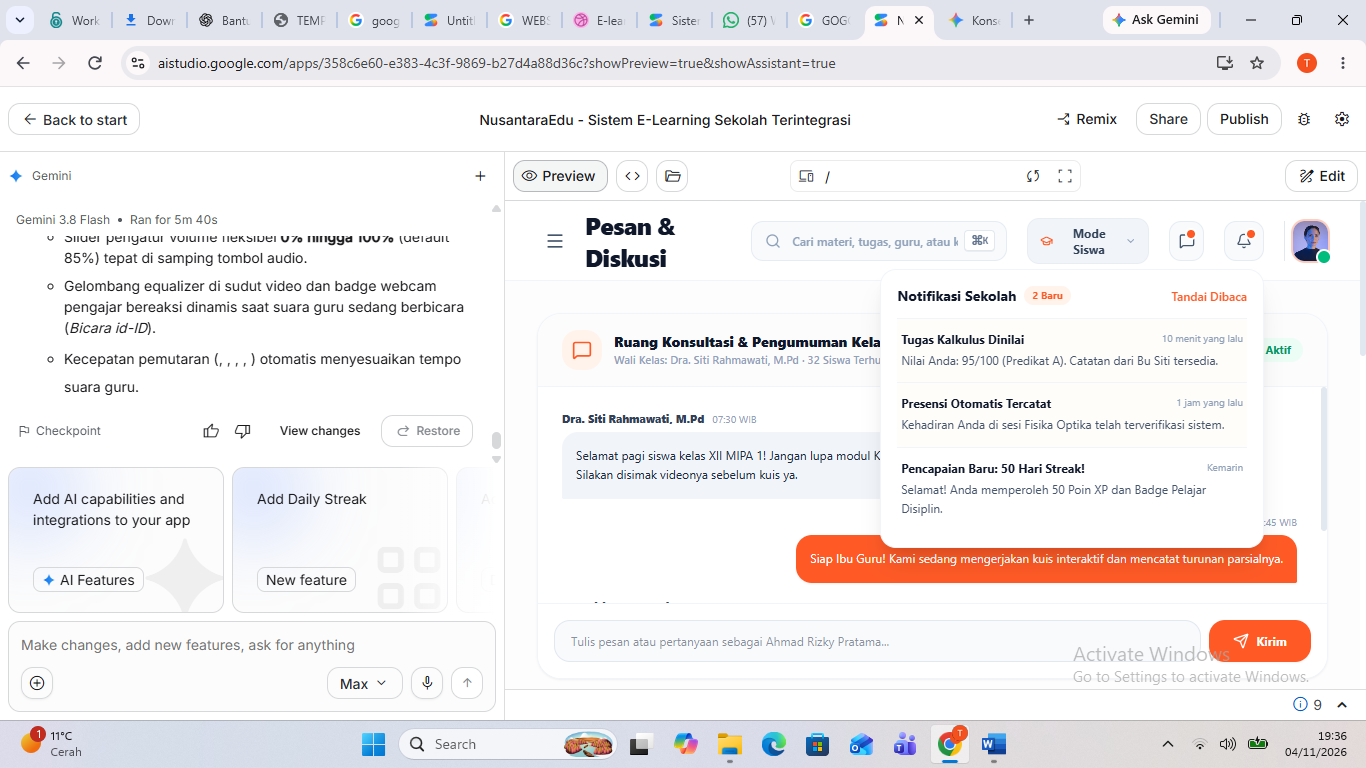 Work
Dow
Bantu
TEMF
goog
Untitl
WEBS
E-lea
Sister
(57) V
GOGO
N
Kons
Ask Gemini
aistudio.google.com/apps/358c6e60-e383-4c3f-9869-b27d4a88d36c?showPreview=true&showAssistant=true
T
Back to start
NusantaraEdu - Sistem E-Learning Sekolah Terintegrasi
Remix
Share
Publish
Gemini
Preview
/
Edit
Gemini 3.8 Flash • Ran for 5m 40s
Slider pengatur volume fleksibel 0% hingga 100% (default
85%) tepat di samping tombol audio.
Gelombang equalizer di sudut video dan badge webcam
pengajar bereaksi dinamis saat suara guru sedang berbicara
(Bicara id-ID).
Kecepatan pemutaran (, , , , ) otomatis menyesuaikan tempo
suara guru.
Checkpoint
View changes
Restore
Add AI capabilities and
integrations to your app
AI Features
Add Daily Streak
New feature
Make changes, add new features, ask for anything
Max
Pesan &
Diskusi
Cari materi, tugas, guru, atau k
⌘K
Mode
Siswa
Notifikasi Sekolah
2 Baru
Tandai Dibaca
Tugas Kalkulus Dinilai
10 menit yang lalu
Nilai Anda: 95/100 (Predikat A). Catatan dari Bu Siti tersedia.
Presensi Otomatis Tercatat
1 jam yang lalu
Kehadiran Anda di sesi Fisika Optika telah terverifikasi sistem.
Pencapaian Baru: 50 Hari Streak!
Kemarin
Selamat! Anda memperoleh 50 Poin XP dan Badge Pelajar
Disiplin.
Ruang Konsultasi & Pengumuman Kela
Wali Kelas: Dra. Siti Rahmawati, M.Pd · 32 Siswa Terhu
Aktif
Dra. Siti Rahmawati, M.Pd 07:30 WIB
Selamat pagi siswa kelas XII MIPA 1! Jangan lupa modul K
Silakan disimak videonya sebelum kuis ya.
:45 WIB
Siap Ibu Guru! Kami sedang mengerjakan kuis interaktif dan mencatat turunan parsialnya.
Tulis pesan atau pertanyaan sebagai Ahmad Rizky Pratama...
Kirim
Activate Windows
Go to Settings to activate Windows.
9
1
11°C
Cerah
Search
T
19:36
04/11/2026